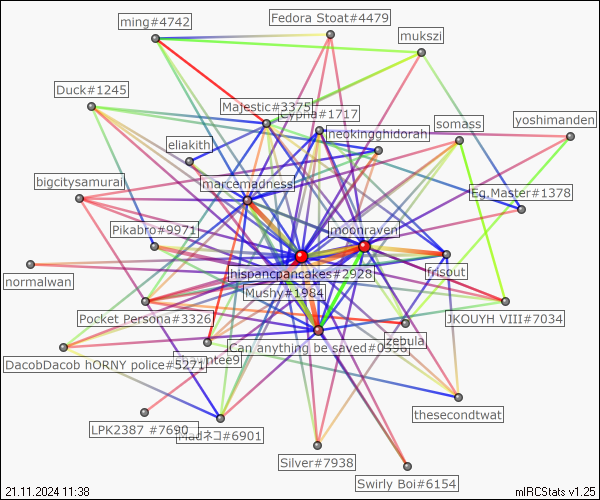 ming#4742
Fedora Stoat#4479
mukszi
Duck#1245
Majestic#3375
Cypha#1717
neokingghidorah
somass
yoshimanden
eliakith
bigcitysamurai
marcemadness
Eg.Master#1378
Pikabro#9971
moonraven
normalwan
hispancpancakes#2928
frisout
Mushy#1984
Pocket Persona#3326
JKOUYH VIII#7034
Can anything be saved#0356
zebula
DacobDacob hORNY police#5271
thesecondtwat
LPK2387 #7690
Madネコ#6901
Silver#7938
Swirly Boi#6154
21.11.2024 11:38
mIRCStats v1.25